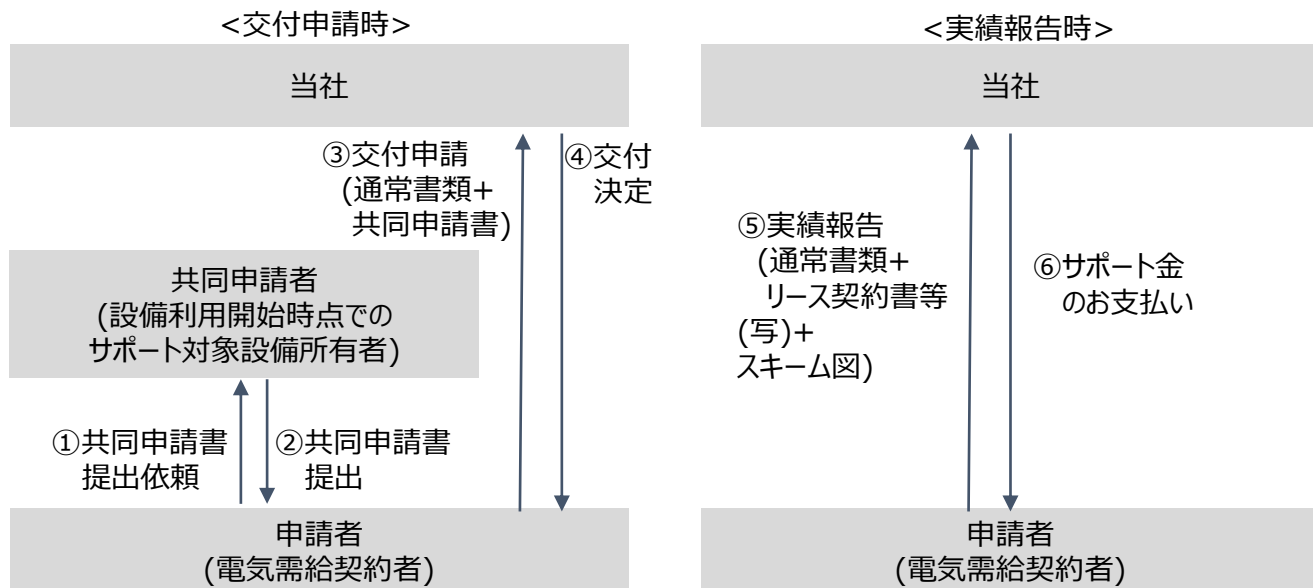 <交付申請時>
当社
③交付申請
(通常書類+
共同申請書)
④交付
決定
共同申請者
(設備利用開始時点での
サポート対象設備所有者)
①共同申請書
提出依頼
②共同申請書
提出
申請者
(電気需給契約者)
<実績報告時>
当社
⑤実績報告
(通常書類+
リース契約書等
(写)+
スキーム図)
⑥サポート金
のお支払い
申請者
(電気需給契約者)